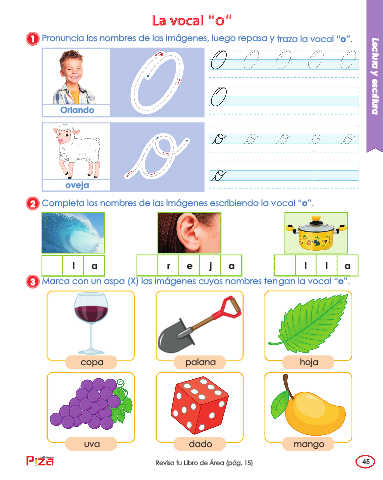 La vocal "o"
1 Pronuncia los nombres de las imágenes, luego repasa y traza la vocal "o".
Lectura y escritura
Orlando
oveja
2 Completa los nombres de las imágenes escribiendo la vocal "o".
l a
r e j a
l l a
3 Marca con un aspa (X) las imágenes cuyos nombres tengan la vocal "o".
copa palana hoja
uva dado mango
Piza
Revisa tu Libro de Área (pág. 15)
45